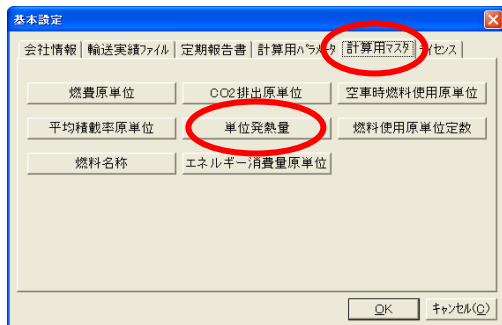 基本設定
会社情報 輸送実績ファイル 定期報告書 計算用パラメータ 計算用マスタ ライセンス
燃費原単位 CO2排出原単位 空車時燃料使用原単位
平均積載率原単位 単位発熱量 燃料使用原単位定数
燃料名称 エネルギー消費量原単位
OK キャンセル(C)